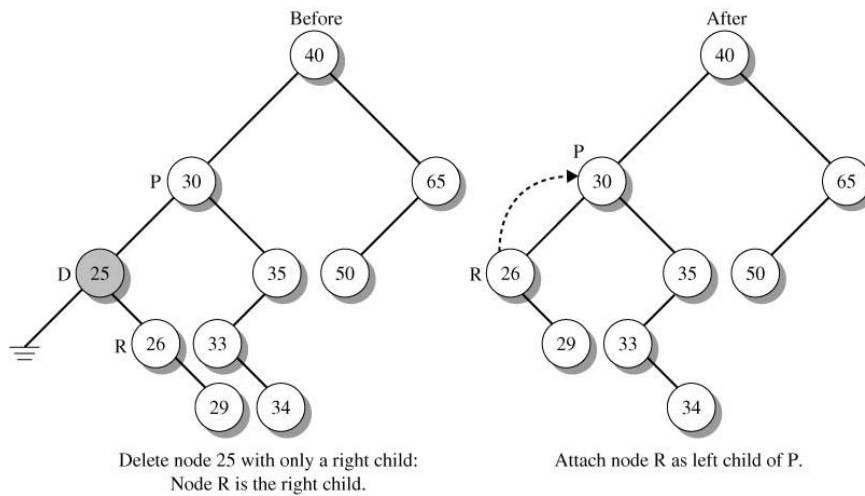 Before
40
P
30
65
D
25
35
50
R
26
33
29
34
Delete node 25 with only a right child:
Node R is the right child.
After
40
P
30
65
R
26
35
50
29
33
34
Attach node R as left child of P.